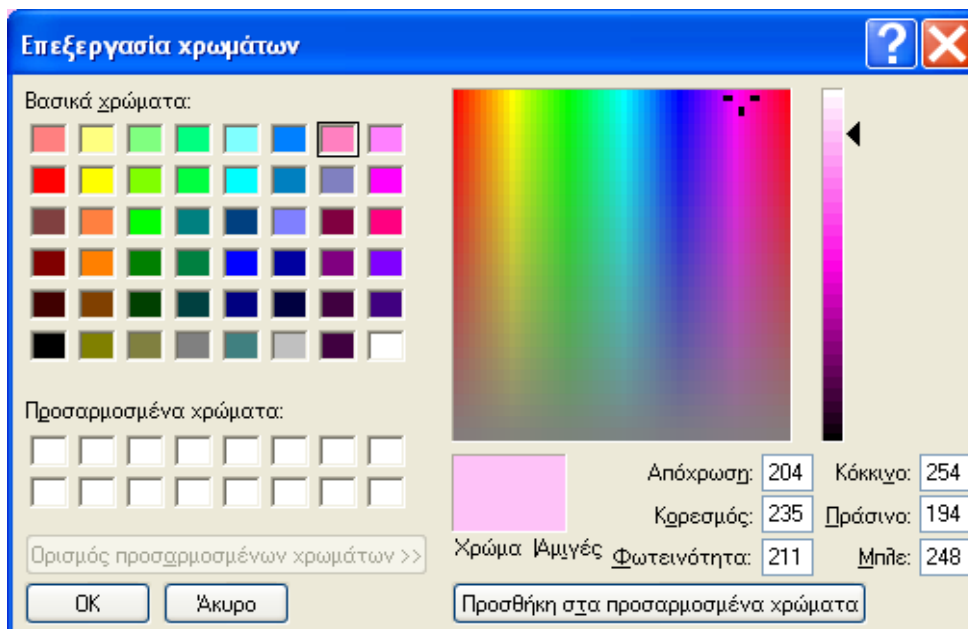 Επεξεργασία χρωμάτων
Βασικά χρώματα:
Προσαρμοσμένα χρώματα:
Ορισμός προσαρμοσμένων χρωμάτων >>
OK Άκυρο
Απόχρωση: 204 Κόκκινο: 254
Κορεσμός: 235 Πράσινο: 194
Χρώμα |Αμιγές Φωτεινότητα: 211 Μπλε: 248
Προσθήκη στα προσαρμοσμένα χρώματα